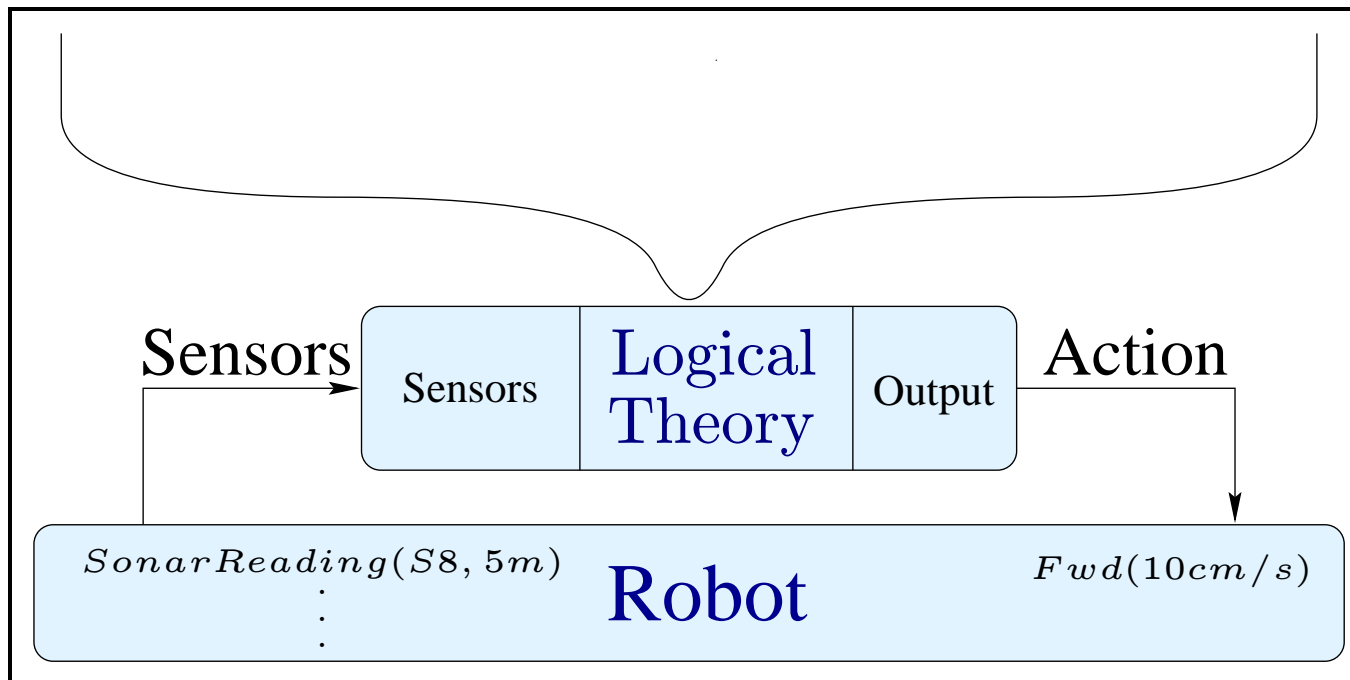 Sensors
Sensors
Logical
Theory
Output
Action
SonarReading(S8, 5m)
Robot
Fwd(10cm/s)